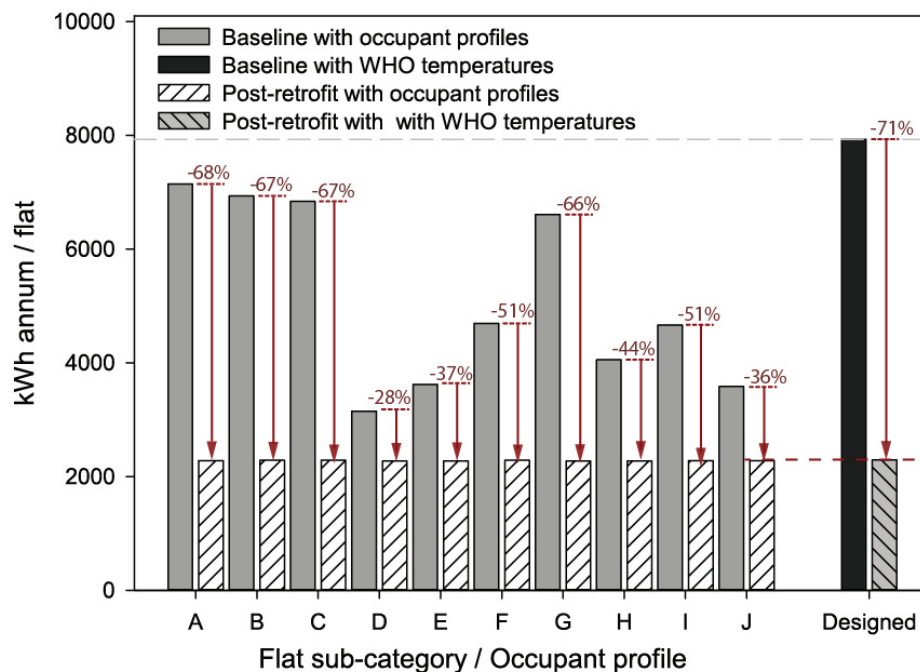 10000
8000
6000
4000
2000
0
kWh annum / flat
Baseline with occupant profiles
Baseline with WHO temperatures
Post-retrofit with occupant profiles
Post-retrofit with  with WHO temperatures
-68%
-67%
-67%
-28%
-37%
-51%
-66%
-44%
-51%
-36%
-71%
A B C D E F G H I J Designed
Flat sub-category / Occupant profile